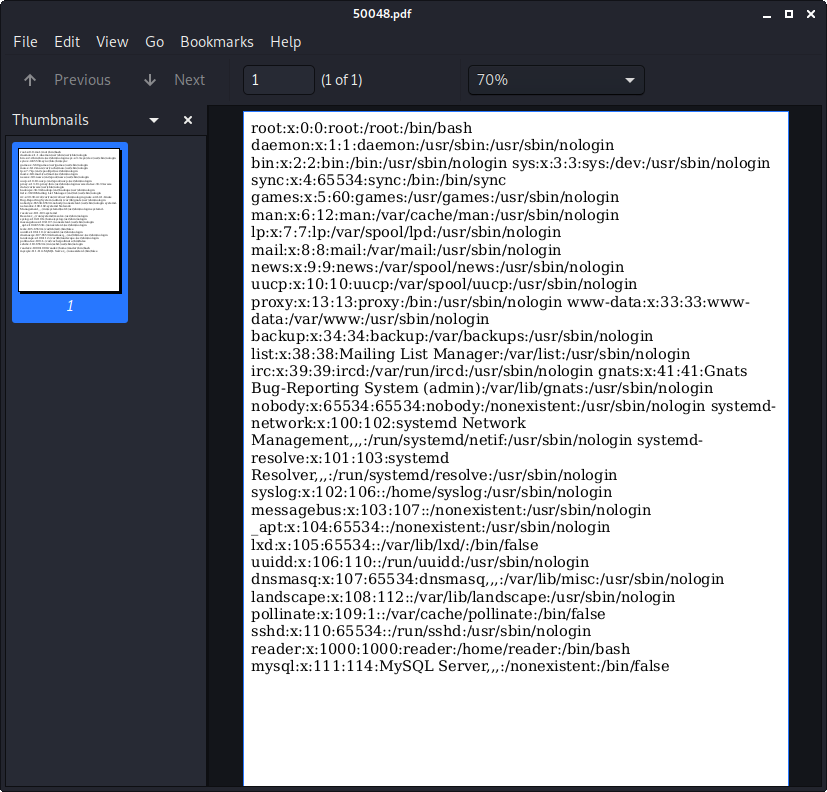 50048.pdf
File Edit View Go Bookmarks Help
Previous Next 1 (1 of 1) 70%
Thumbnails
1
root:x:0:0:root:/root:/bin/bash
daemon:x:1:1:daemon:/usr/sbin:/usr/sbin/nologin
bin:x:2:2:bin:/bin:/usr/sbin/nologin sys:x:3:3:sys:/dev:/usr/sbin/nologin
sync:x:4:65534:sync:/bin:/bin/sync
games:x:5:60:games:/usr/games:/usr/sbin/nologin
man:x:6:12:man:/var/cache/man:/usr/sbin/nologin
lp:x:7:7:lp:/var/spool/lpd:/usr/sbin/nologin
mail:x:8:8:mail:/var/mail:/usr/sbin/nologin
news:x:9:9:news:/var/spool/news:/usr/sbin/nologin
uucp:x:10:10:uucp:/var/spool/uucp:/usr/sbin/nologin
proxy:x:13:13:proxy:/bin:/usr/sbin/nologin www-data:x:33:33:www-
data:/var/www:/usr/sbin/nologin
backup:x:34:34:backup:/var/backups:/usr/sbin/nologin
list:x:38:38:Mailing List Manager:/var/list:/usr/sbin/nologin
irc:x:39:39:ircd:/var/run/ircd:/usr/sbin/nologin gnats:x:41:41:Gnats
Bug-Reporting System (admin):/var/lib/gnats:/usr/sbin/nologin
nobody:x:65534:65534:nobody:/nonexistent:/usr/sbin/nologin systemd-
network:x:100:102:systemd Network
Management,,,:/run/systemd/netif:/usr/sbin/nologin systemd-
resolve:x:101:103:systemd
Resolver,,,:/run/systemd/resolve:/usr/sbin/nologin
syslog:x:102:106::/home/syslog:/usr/sbin/nologin
messagebus:x:103:107::/nonexistent:/usr/sbin/nologin
_apt:x:104:65534::/nonexistent:/usr/sbin/nologin
lxd:x:105:65534::/var/lib/lxd/:/bin/false
uuidd:x:106:110::/run/uuidd:/usr/sbin/nologin
dnsmasq:x:107:65534:dnsmasq,,,:/var/lib/misc:/usr/sbin/nologin
landscape:x:108:112::/var/lib/landscape:/usr/sbin/nologin
pollinate:x:109:1::/var/cache/pollinate:/bin/false
sshd:x:110:65534::/run/sshd:/usr/sbin/nologin
reader:x:1000:1000:reader:/home/reader:/bin/bash
mysql:x:111:114:MySQL Server,,,:/nonexistent:/bin/false